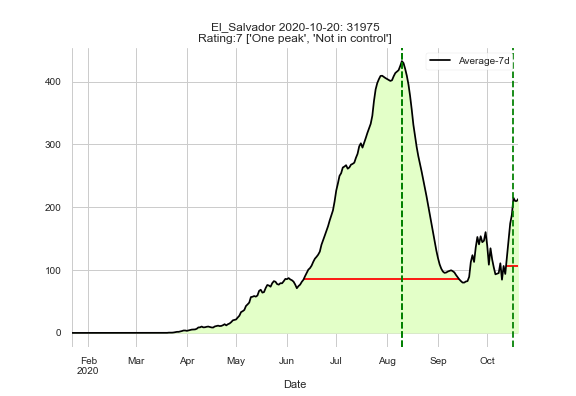 El_Salvador 2020-10-20: 31975
Rating:7 ['One peak', 'Not in control']
Average-7d
400
300
200
100
0
Feb Mar Apr May Jun Jul Aug Sep Oct
2020
Date